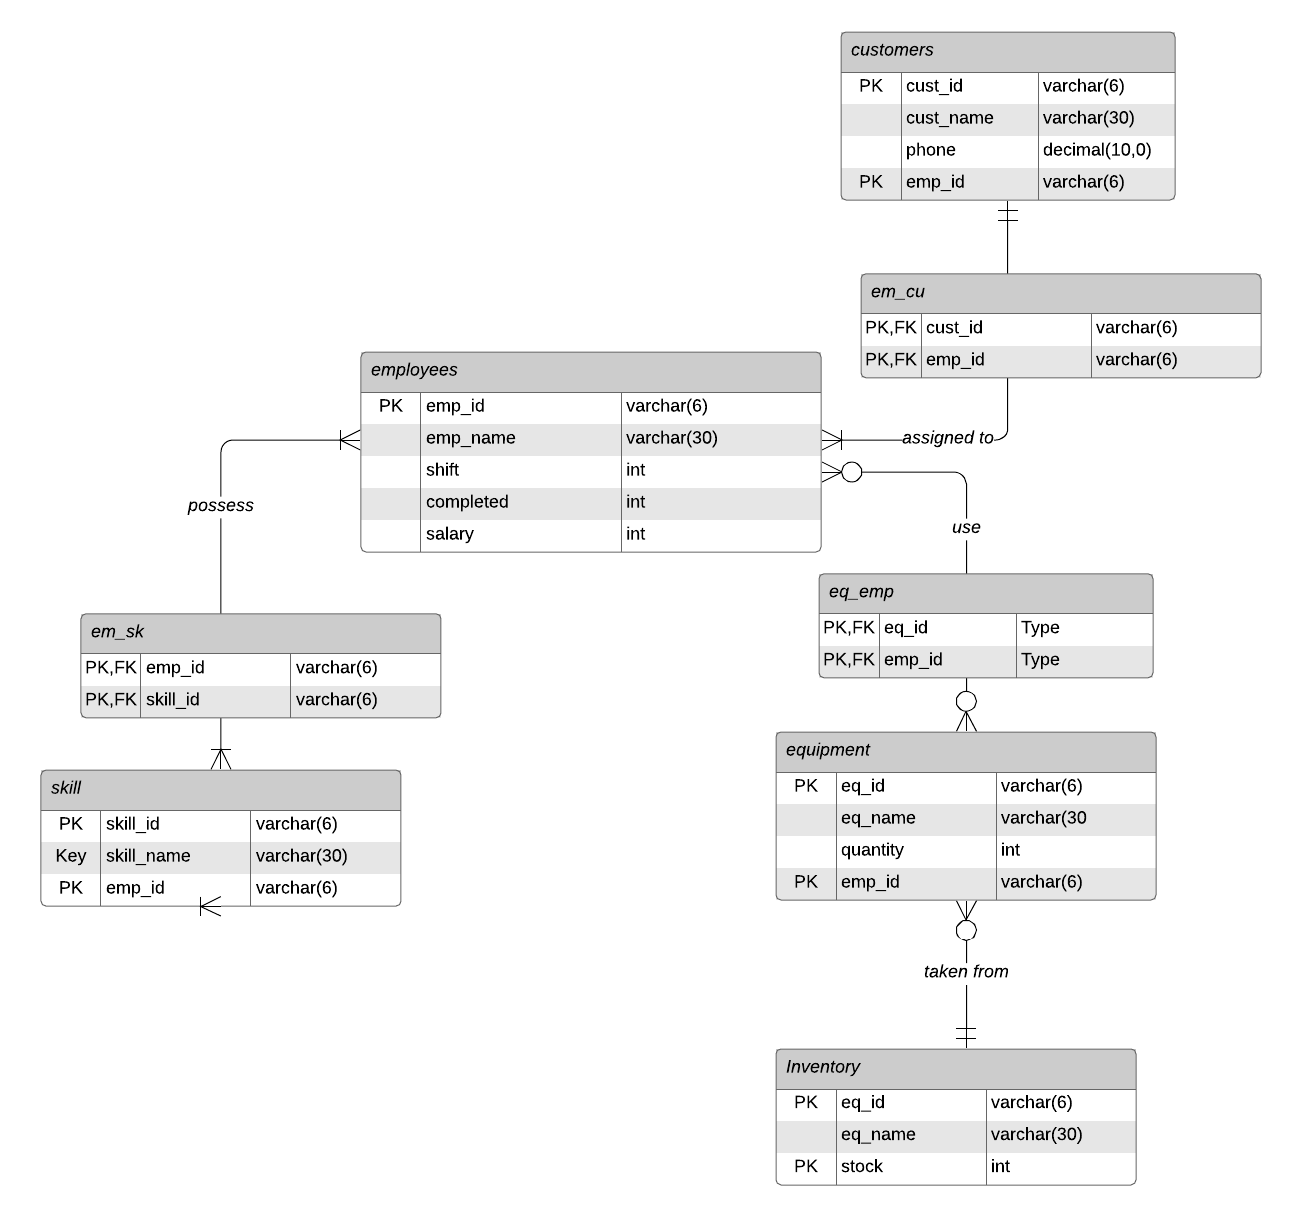 customers
PK cust_id varchar(6)
cust_name varchar(30)
phone decimal(10,0)
PK emp_id varchar(6)
em_cu
PK,FK cust_id varchar(6)
PK,FK emp_id varchar(6)
employees
PK emp_id varchar(6)
emp_name varchar(30)
shift int
completed int
salary int
assigned to
possess
use
eq_emp
PK,FK eq_id Type
PK,FK emp_id Type
em_sk
PK,FK emp_id varchar(6)
PK,FK skill_id varchar(6)
equipment
PK eq_id varchar(6)
eq_name varchar(30
quantity int
PK emp_id varchar(6)
skill
PK skill_id varchar(6)
Key skill_name varchar(30)
PK emp_id varchar(6)
taken from
Inventory
PK eq_id varchar(6)
eq_name varchar(30)
PK stock int